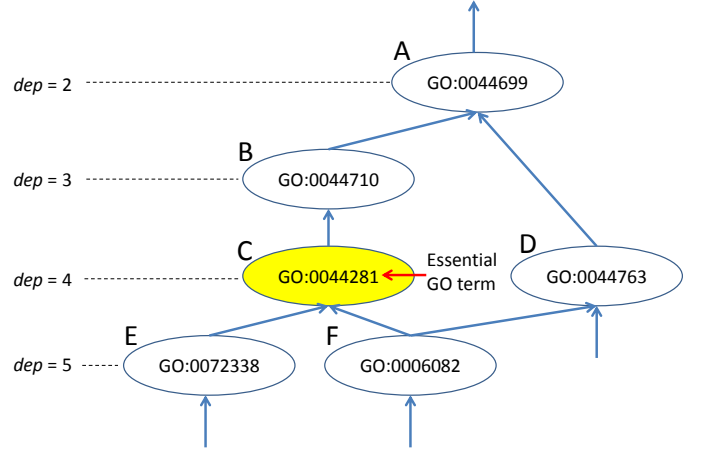 A
dep = 2
GO:0044699
B
dep = 3
GO:0044710
C
D
Essential
GO term
dep = 4
GO:0044281
GO:0044763
E
F
dep = 5
GO:0072338
GO:0006082